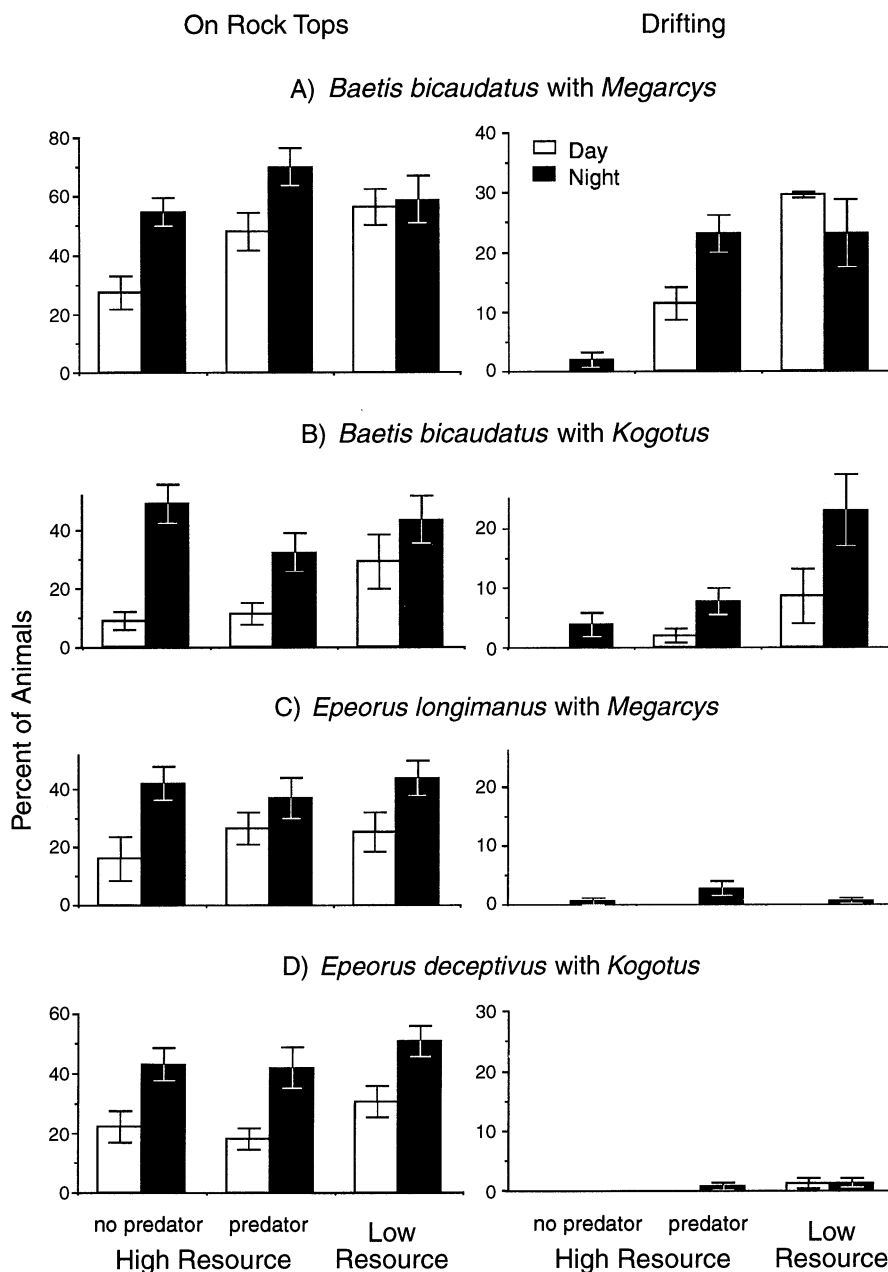 On Rock Tops
Drifting
A) Baetis bicaudatus with Megarcys
80
60
40
20
0
40
30
20
10
0
Day
Night
B) Baetis bicaudatus with Kogotus
40
20
0
20
10
0
C) Epeorus longimanus with Megarcys
40
20
0
20
10
0
D) Epeorus deceptivus with Kogotus
60
40
20
0
30
20
10
0
Percent of Animals
no predator predator Low
High Resource Resource
no predator predator Low
High Resource Resource